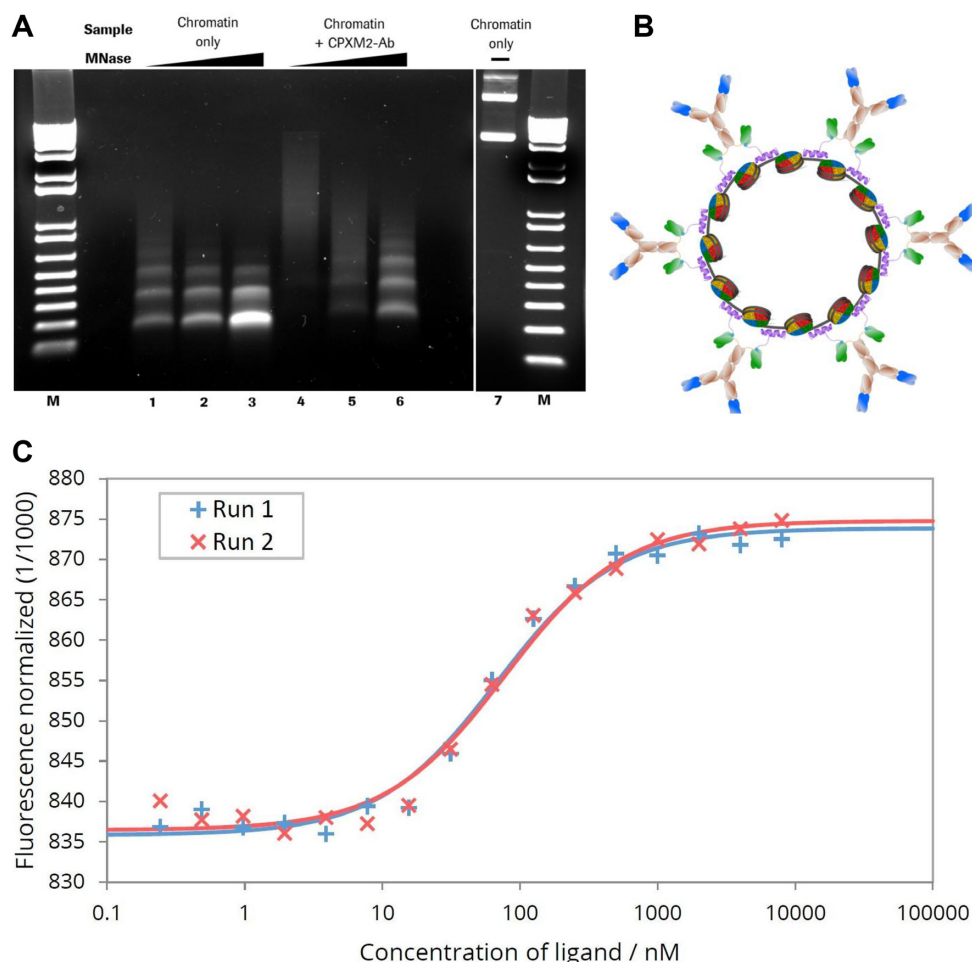 A
B
Sample
Chromatin
only
Chromatin
+ CPXM2-Ab
Chromatin
only
MNase
M
1
2
3
4
5
6
7
M
C
880
875
870
865
860
855
850
845
840
835
830
Run 1
Run 2
Fluorescence normalized (1/1000)
0.1
1
10
100
1000
10000
100000
Concentration of ligand / nM